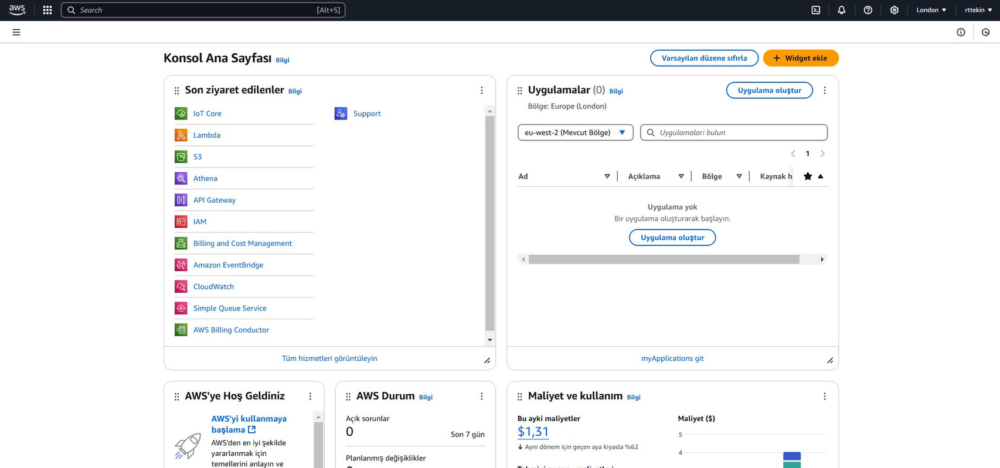 aws
Search
[Alt+S]
London
rttekin
Konsol Ana Sayfası Bilgi
Varsayılan düzene sıfırla
+ Widget ekle
Son ziyaret edilenler Bilgi
IoT Core
Lambda
S3
Athena
API Gateway
IAM
Billing and Cost Management
Amazon EventBridge
CloudWatch
Simple Queue Service
AWS Billing Conductor
Support
Tüm hizmetleri görüntüleyin
Uygulamalar (0) Bilgi
Uygulama oluştur
Bölge: Europe (London)
eu-west-2 (Mevcut Bölge)
Uygulamaları bulun
1
Ad
Açıklama
Bölge
Kaynak h
Uygulama yok
Bir uygulama oluşturarak başlayın.
Uygulama oluştur
myApplications git
AWS'ye Hoş Geldiniz
AWS'yi kullanmaya
başlama
AWS'den en iyi şekilde
yararlanmak için
temellerini anlayın ve
AWS Durum Bilgi
Açık sorunlar
0
Son 7 gün
Planlanmış değişiklikler
Maliyet ve kullanım Bilgi
Bu ayki maliyetler
$1,31
Aynı dönem için geçen aya kıyasla %62
Maliyet ($)
5
4